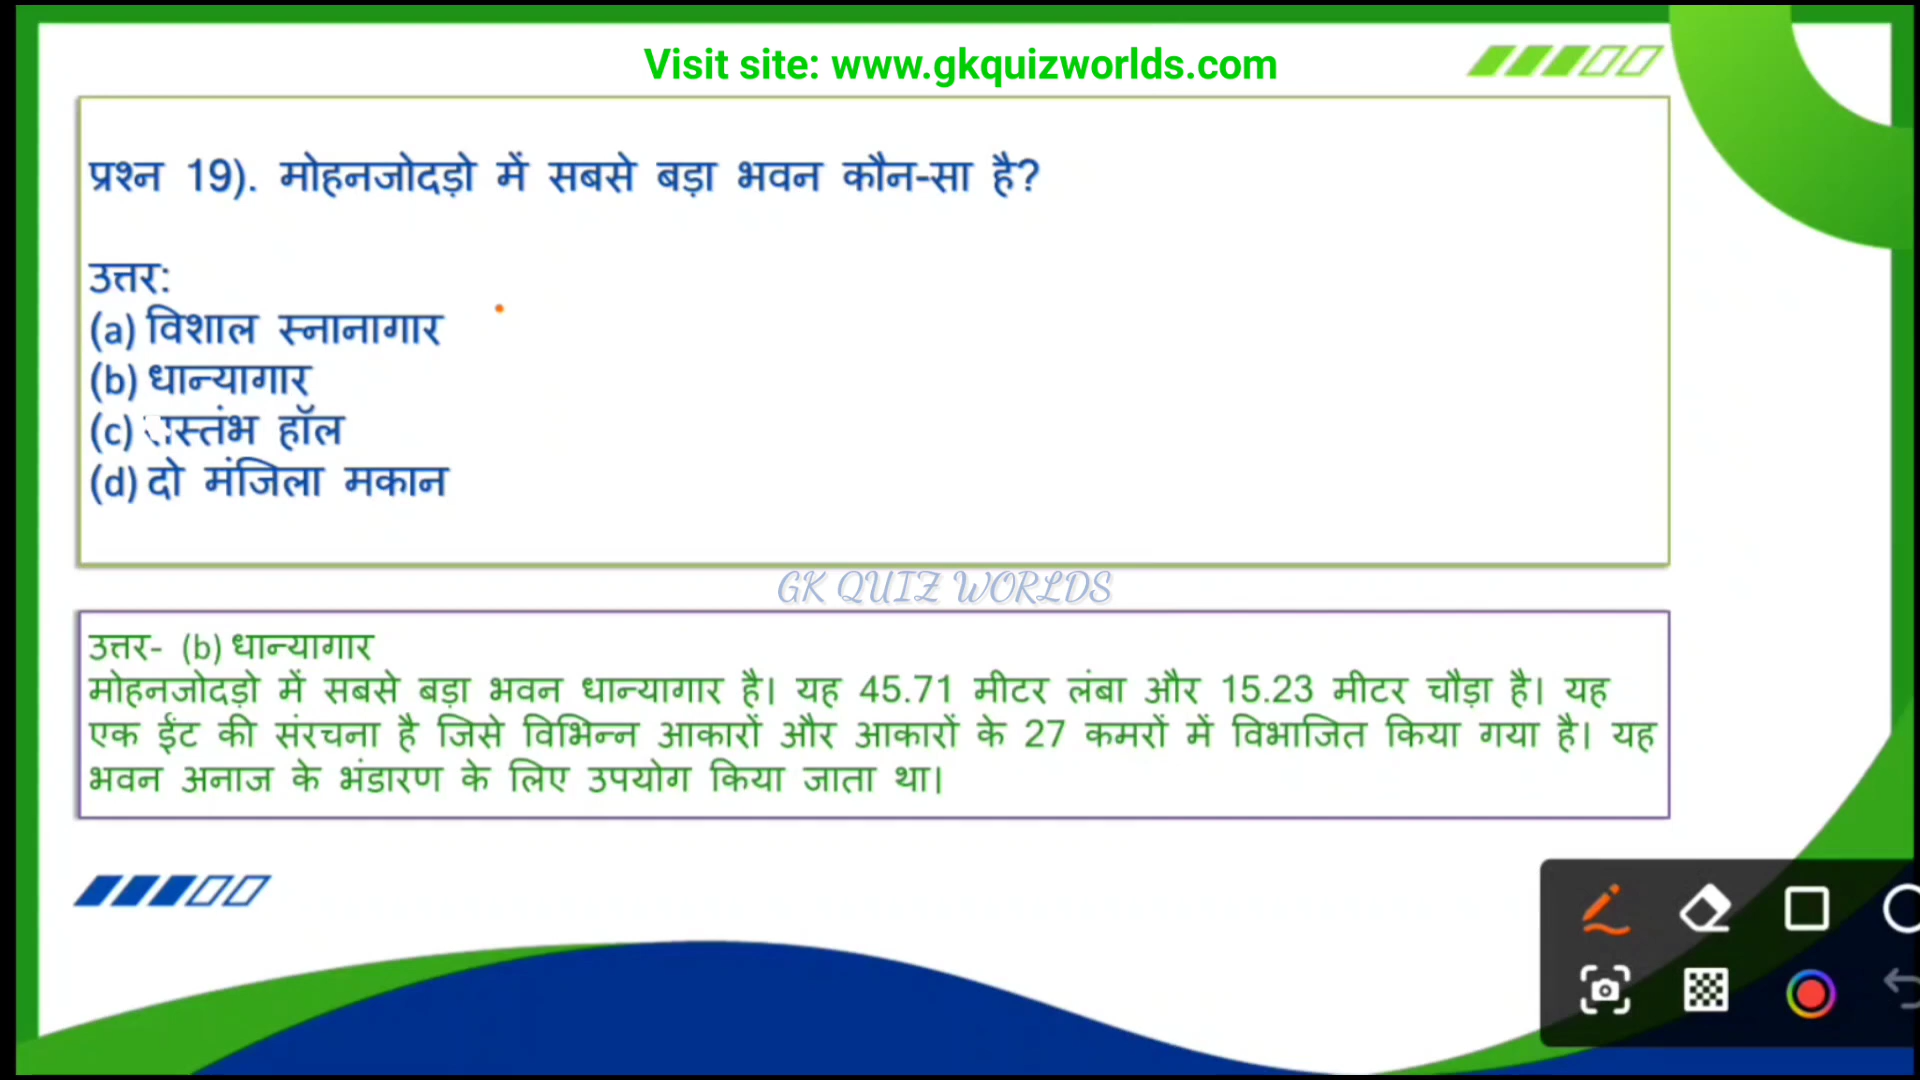 Visit site: www.gkquizworlds.com
प्रश्न 19). मोहनजोदड़ो में सबसे बड़ा भवन कौन-सा है?
उत्तर:
(a) विशाल स्नानागार
(b) धान्यागार
(c) हॉल
(d) दो मंजिला मकान
GK QUIZ WORLDS
उत्तर- (b) धान्यागार
मोहनजोदड़ो में सबसे बड़ा भवन धान्यागार है। यह 45.71 मीटर लंबा और 15.23 मीटर चौड़ा है। यह
एक ईंट की संरचना है जिसे विभिन्न आकारों और आकारों के 27 कमरों में विभाजित किया गया है। यह
भवन अनाज के भंडारण के लिए उपयोग किया जाता था।